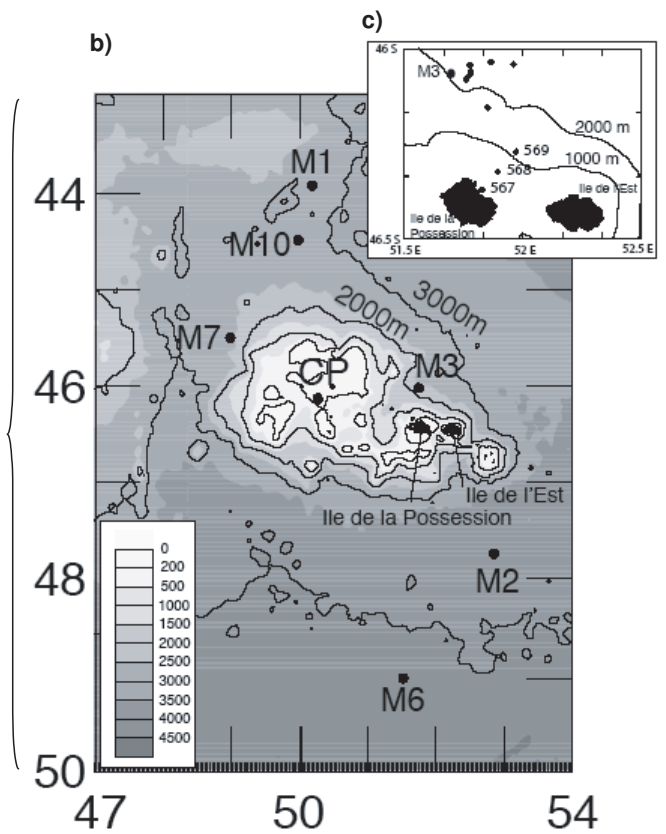 b)
c)
46 S
M3
2000 m
569
1000 m
568
Ile de l'Est
567
Ile de la
Possession
46.5 S
51.5 E
52 E
52.5 E
44
M1
M10
3000m
2000m
M7
M3
46
CP
Ile de l'Est
Ile de la Possession
0
200
500
1000
1500
2000
2500
3000
3500
4000
4500
48
M2
M6
50
47
50
54